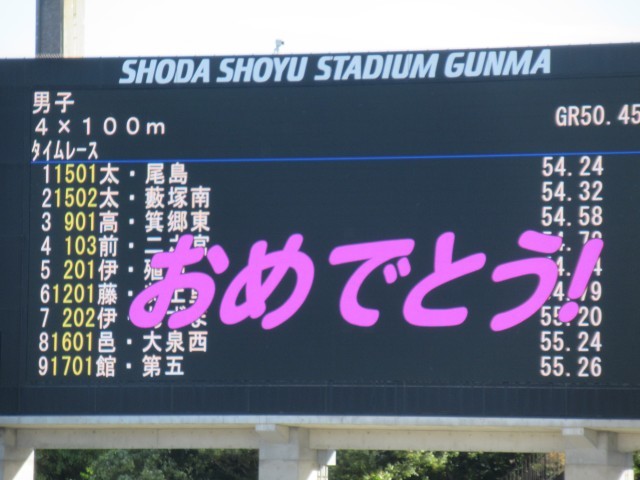 SHODA SHOYU STADIUM GUNMA
男子
4×100m
GR50.45
タイムレース
1 1501 太・尾島 54.24
2 1502 太・藪塚南 54.32
3 901 高・箕郷東 54.58
4 103 前・二
5 201 伊・殖
6 1201 藤・
7 202 伊・ 55.20
8 1601 邑・大泉西 55.24
9 1701 館・第五 55.26
おめでとう!